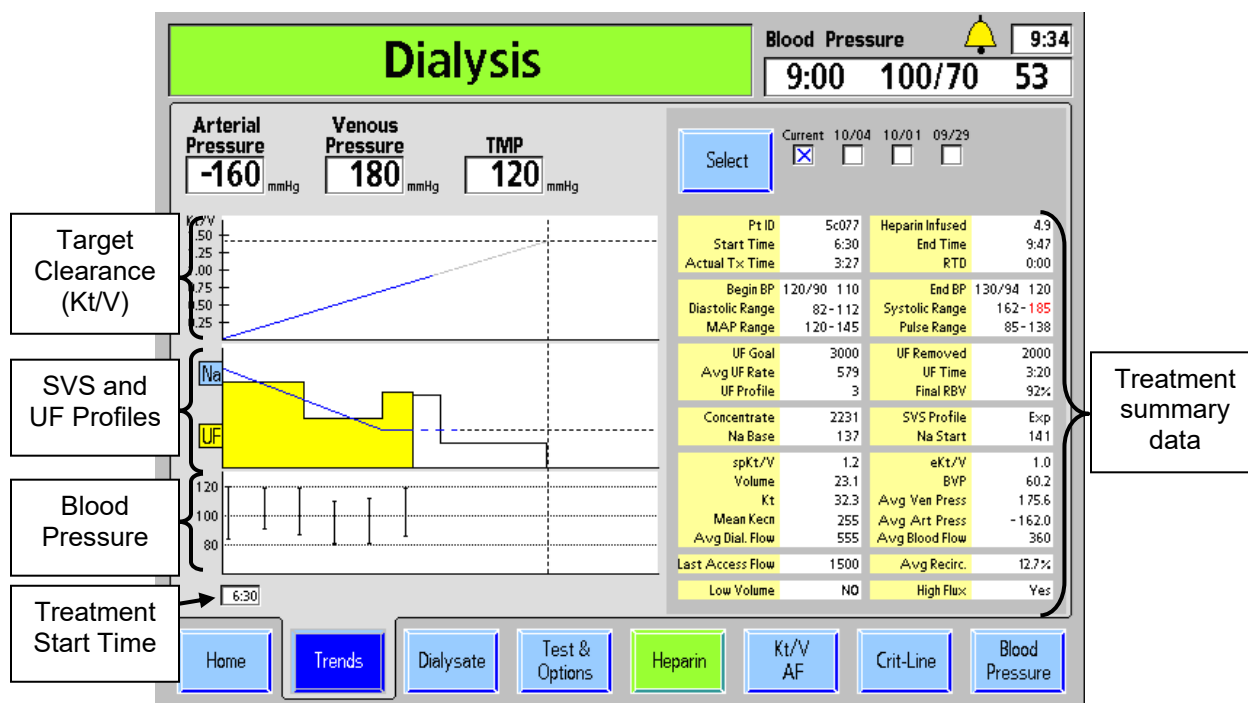 Dialysis
Blood Pressure 9:34
9:00 100/70 53
Arterial Pressure
-160 mmHg
Venous Pressure
180 mmHg
TMP
120 mmHg
Select
Current 10/04 10/01 09/29
Target
Clearance
(Kt/V)
Kt/V
.50
.25
.00
.75
.50
.25
SVS and
UF Profiles
Na
UF
Blood
Pressure
120
100
80
Treatment
Start Time
6:30
Pt ID 5c077 Heparin Infused 4.9
Start Time 6:30 End Time 9:47
Actual Tx Time 3:27 RTD 0:00
Begin BP 120/90 110 End BP 130/94 120
Diastolic Range 82-112 Systolic Range 162-185
MAP Range 120-145 Pulse Range 85-138
UF Goal 3000 UF Removed 2000
Avg UF Rate 579 UF Time 3:20
UF Profile 3 Final RBV 92%
Concentrate 2231 SVS Profile Exp
Na Base 137 Na Start 141
spKt/V 1.2 eKt/V 1.0
Volume 23.1 BVP 60.2
Kt 32.3 Avg Ven Press 175.6
Mean Kecn 255 Avg Art Press -162.0
Avg Dial. Flow 555 Avg Blood Flow 360
Last Access Flow 1500 Avg Recirc. 12.7%
Low Volume NO High Flux Yes
Treatment
summary
data
Home
Trends
Dialysate
Test &
Options
Heparin
Kt/V
AF
Crit-Line
Blood
Pressure